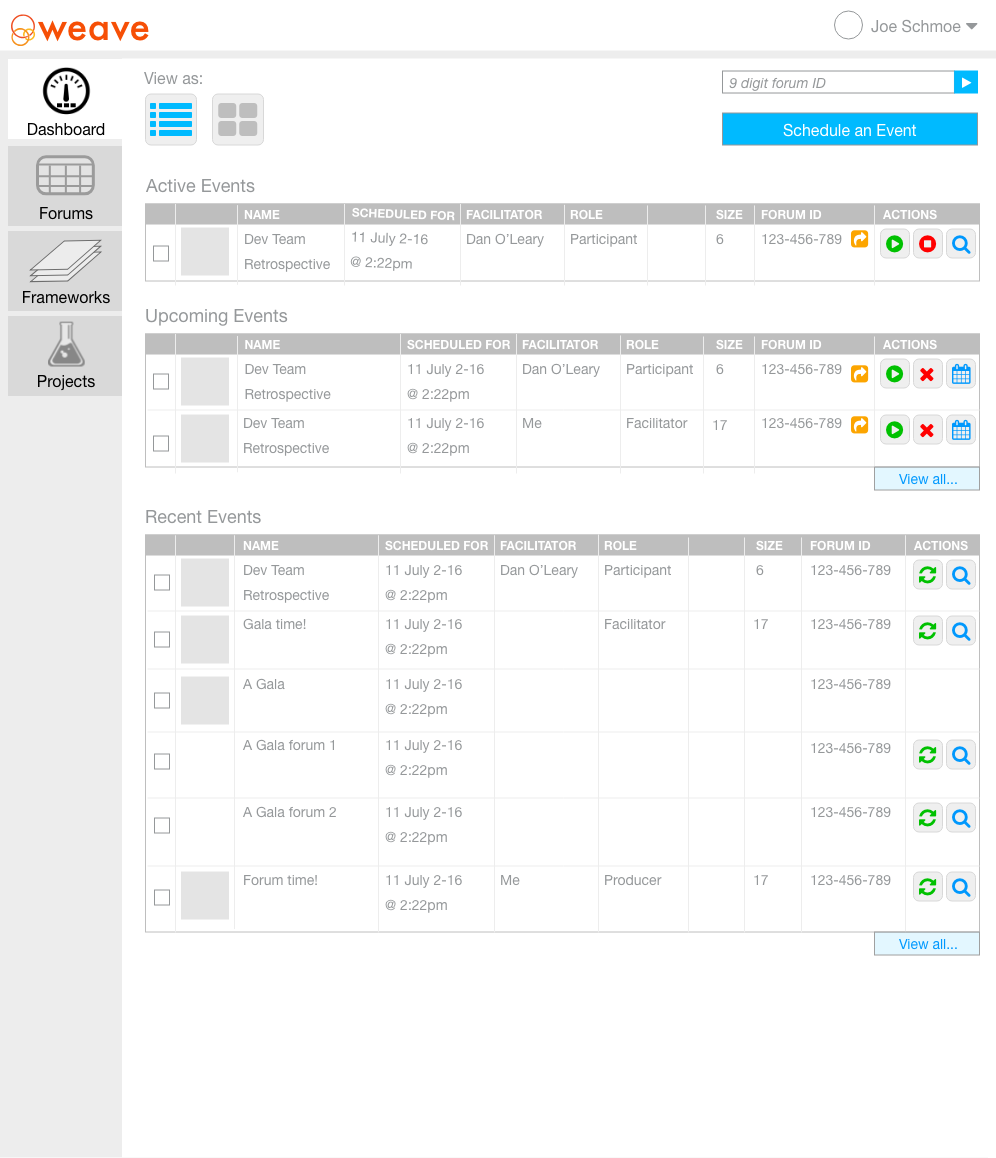 weave
Joe Schmoe
Dashboard
Forums
Frameworks
Projects
View as:
9 digit forum ID
Schedule an Event
Active Events
NAME SCHEDULED FOR FACILITATOR ROLE SIZE FORUM ID ACTIONS
Dev Team 11 July 2-16 Dan O'Leary Participant 6 123-456-789
Retrospective @ 2:22pm
Upcoming Events
NAME SCHEDULED FOR FACILITATOR ROLE SIZE FORUM ID ACTIONS
Dev Team 11 July 2-16 Dan O'Leary Participant 6 123-456-789
Retrospective @ 2:22pm
Dev Team 11 July 2-16 Me Facilitator 17 123-456-789
Retrospective @ 2:22pm
View all...
Recent Events
NAME SCHEDULED FOR FACILITATOR ROLE SIZE FORUM ID ACTIONS
Dev Team 11 July 2-16 Dan O'Leary Participant 6 123-456-789
Retrospective @ 2:22pm
Gala time! 11 July 2-16 Facilitator 17 123-456-789
@ 2:22pm
A Gala 11 July 2-16 123-456-789
@ 2:22pm
A Gala forum 1 11 July 2-16 123-456-789
@ 2:22pm
A Gala forum 2 11 July 2-16 123-456-789
@ 2:22pm
Forum time! 11 July 2-16 Me Producer 17 123-456-789
@ 2:22pm
View all...